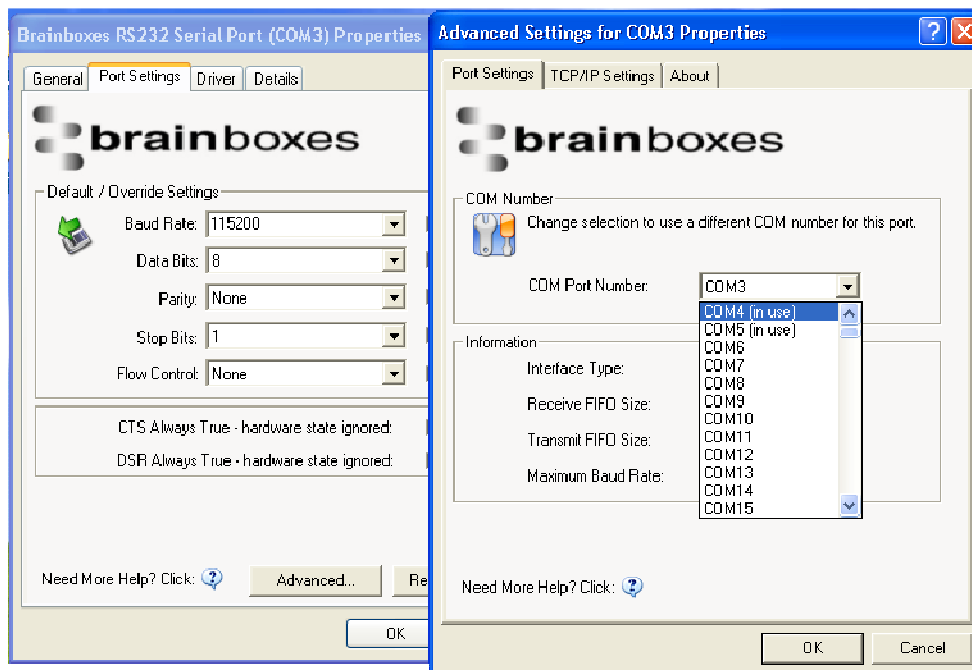 Brainboxes RS232 Serial Port (COM3) Properties
General
Port Settings
Driver
Details
brainboxes
Default / Override Settings
Baud Rate: 115200
Data Bits: 8
Parity: None
Stop Bits: 1
Flow Control: None
CTS Always True - hardware state ignored:
DSR Always True - hardware state ignored:
Need More Help? Click:
Advanced...
Re
OK
Advanced Settings for COM3 Properties
Port Settings
TCP/IP Settings
About
brainboxes
COM Number
Change selection to use a different COM number for this port.
COM Port Number: COM3
COM4 (in use)
COM5 (in use)
COM6
COM7
COM8
COM9
COM10
COM11
COM12
COM13
COM14
COM15
Information
Interface Type:
Receive FIFO Size:
Transmit FIFO Size:
Maximum Baud Rate:
Need More Help? Click:
OK
Cancel